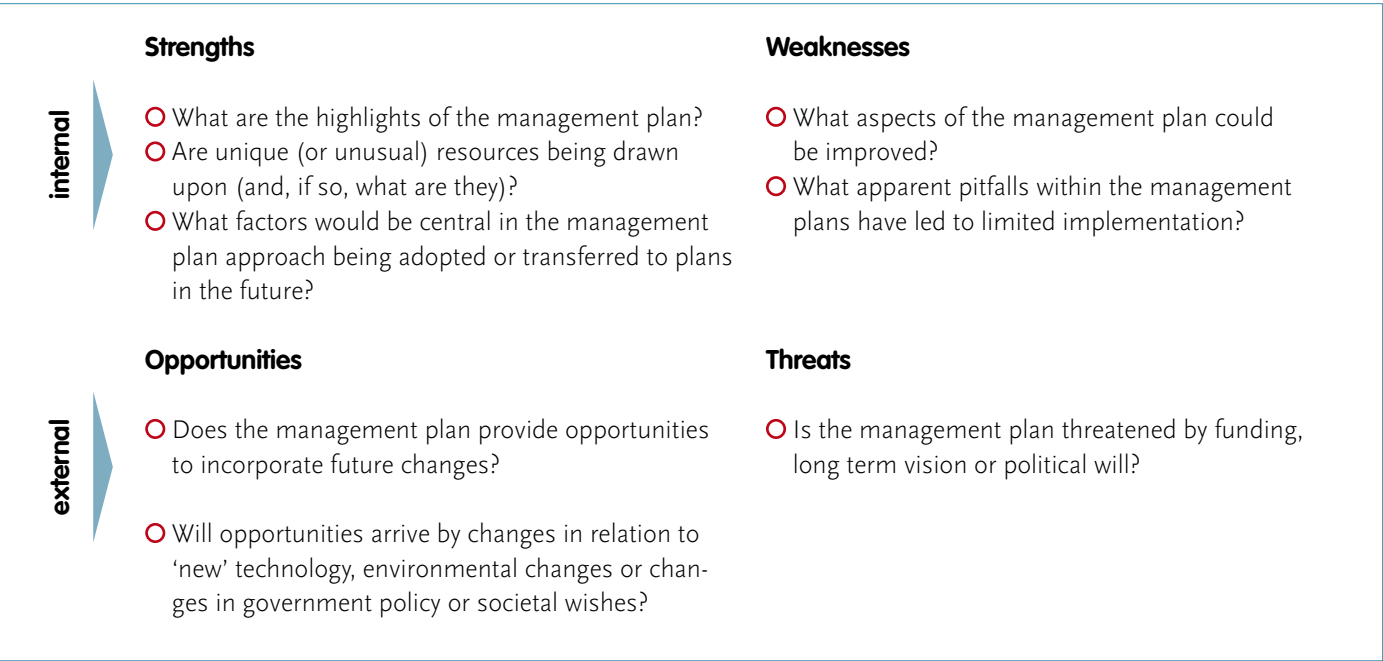 internal
Strengths
What are the highlights of the management plan?
Are unique (or unusual) resources being drawn
upon (and, if so, what are they)?
What factors would be central in the management
plan approach being adopted or transferred to plans
in the future?
Weaknesses
What aspects of the management plan could
be improved?
What apparent pitfalls within the management
plans have led to limited implementation?
external
Opportunities
Does the management plan provide opportunities
to incorporate future changes?
Will opportunities arrive by changes in relation to
‘new’ technology, environmental changes or chan-
ges in government policy or societal wishes?
Threats
Is the management plan threatened by funding,
long term vision or political will?